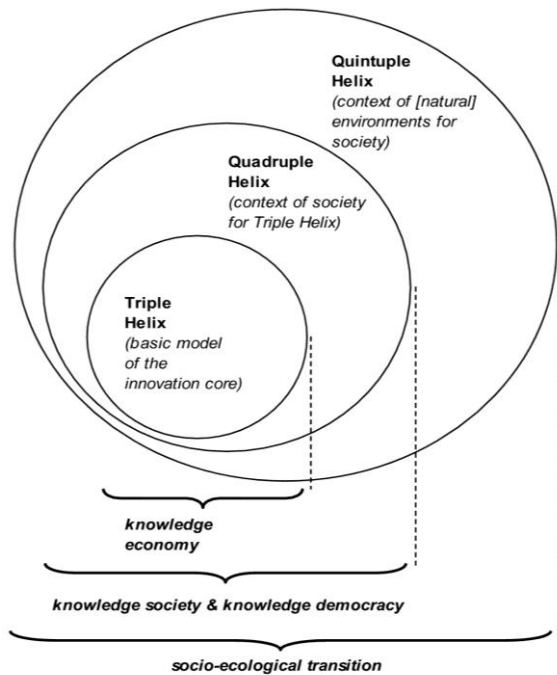 Quintuple
Helix
(context of [natural]
environments for
society)
Quadruple
Helix
(context of society
for Triple Helix)
Triple
Helix
(basic model
of the
innovation core)
knowledge
economy
knowledge society & knowledge democracy
socio-ecological transition